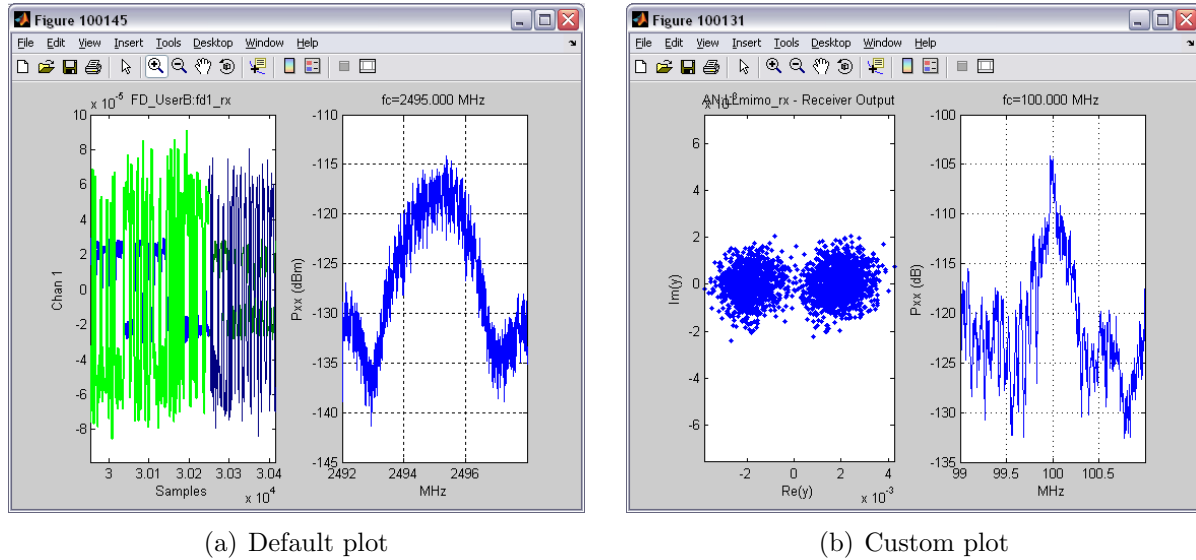 Figure 100145
File Edit View Insert Tools Desktop Window Help
x 10^-5
FD_UserB:fd1_rx
fc=2495.000 MHz
10
8
6
4
2
0
-2
-4
-6
-8
Chan 1
3 3.01 3.02 3.03 3.04
Samples
x 10^4
-110
-115
-120
-125
-130
-135
-140
-145
Pxx (dBm)
2492 2494 2496
MHz
(a) Default plot
Figure 100131
File Edit View Insert Tools Desktop Window Help
mimo_rx - Receiver Output
fc=100.000 MHz
6
4
2
0
-2
-4
-6
Im(y)
-2 0 2 4
Re(y)
x 10^-3
-95
-100
-105
-110
-115
-120
-125
-130
-135
Pxx (dB)
99 99.5 100 100.5
MHz
(b) Custom plot